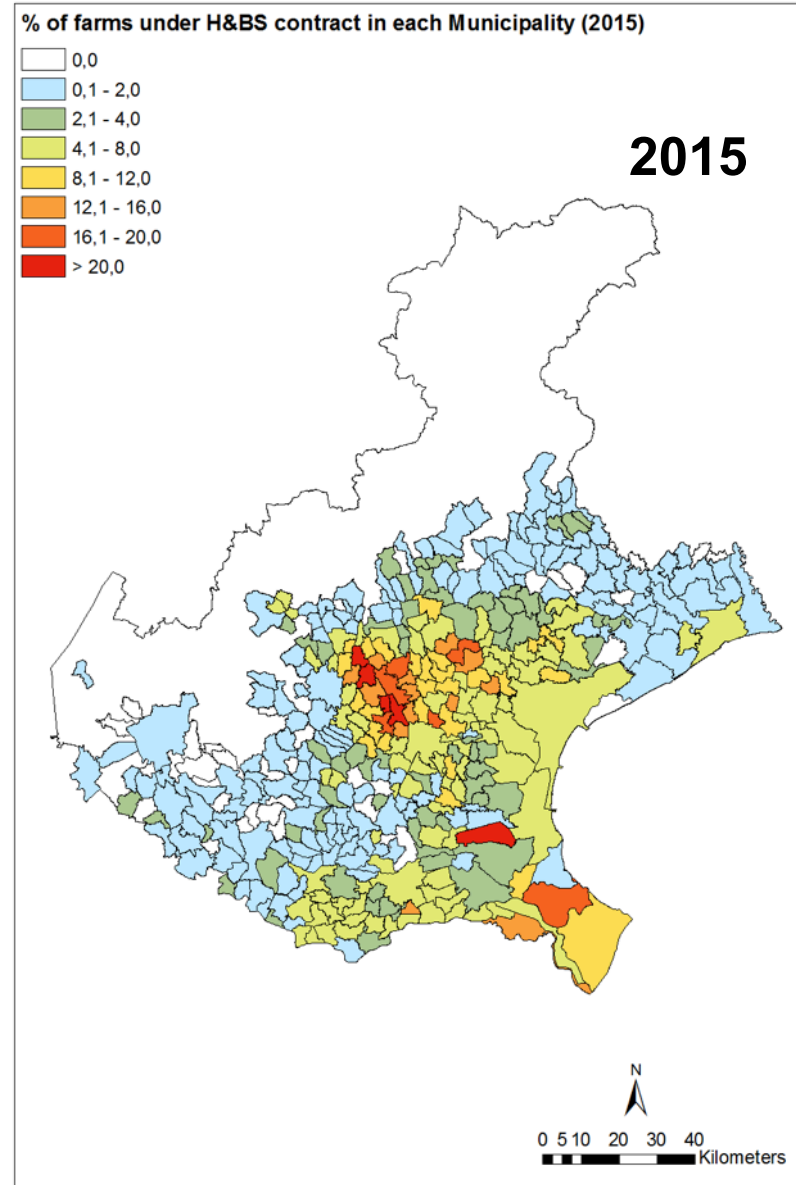 % of farms under H&BS contract in each Municipality (2015)
0,0
0,1 - 2,0
2,1 - 4,0
4,1 - 8,0
8,1 - 12,0
12,1 - 16,0
16,1 - 20,0
> 20,0
2015
N
0 5 10 20 30 40
Kilometers